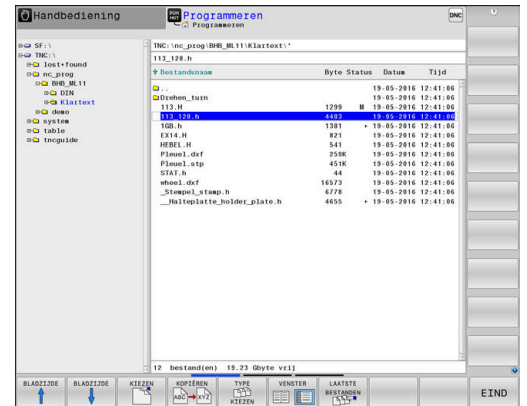 Handbediening
PGM MGT
Programmeren
Programmeren
DNC
SF:\
TNC:\
lost+found
nc_prog
BHB_ML11
DIN
Klartext
demo
system
table
tncguide
TNC:\nc_prog\BHB_ML11\Klartext\*
113_128.h
Bestandsnaam Byte Status Datum Tijd
.. 19-05-2016 12:41:06
Drehen_turn 19-05-2016 12:41:06
113.H 1299 M 19-05-2016 12:41:06
113_128.h 4483 19-05-2016 12:41:06
1GB.h 1381 + 19-05-2016 12:41:06
EX14.H 821 19-05-2016 12:41:06
HEBEL.H 541 19-05-2016 12:41:06
Pleuel.dxf 259K 19-05-2016 12:41:06
Pleuel.stp 451K 19-05-2016 12:41:06
STAT.h 44 19-05-2016 12:41:06
wheel.dxf 16573 19-05-2016 12:41:06
_Stempel_stamp.h 6778 19-05-2016 12:41:06
__Halteplatte_holder_plate.h 4655 + 19-05-2016 12:41:06
12 bestand(en) 19.23 Gbyte vrij
BLADZIJDE
BLADZIJDE
KIEZEN
KOPIËREN
ABC XYZ
TYPE
KIEZEN
VENSTER
LAATSTE
BESTANDEN
EIND